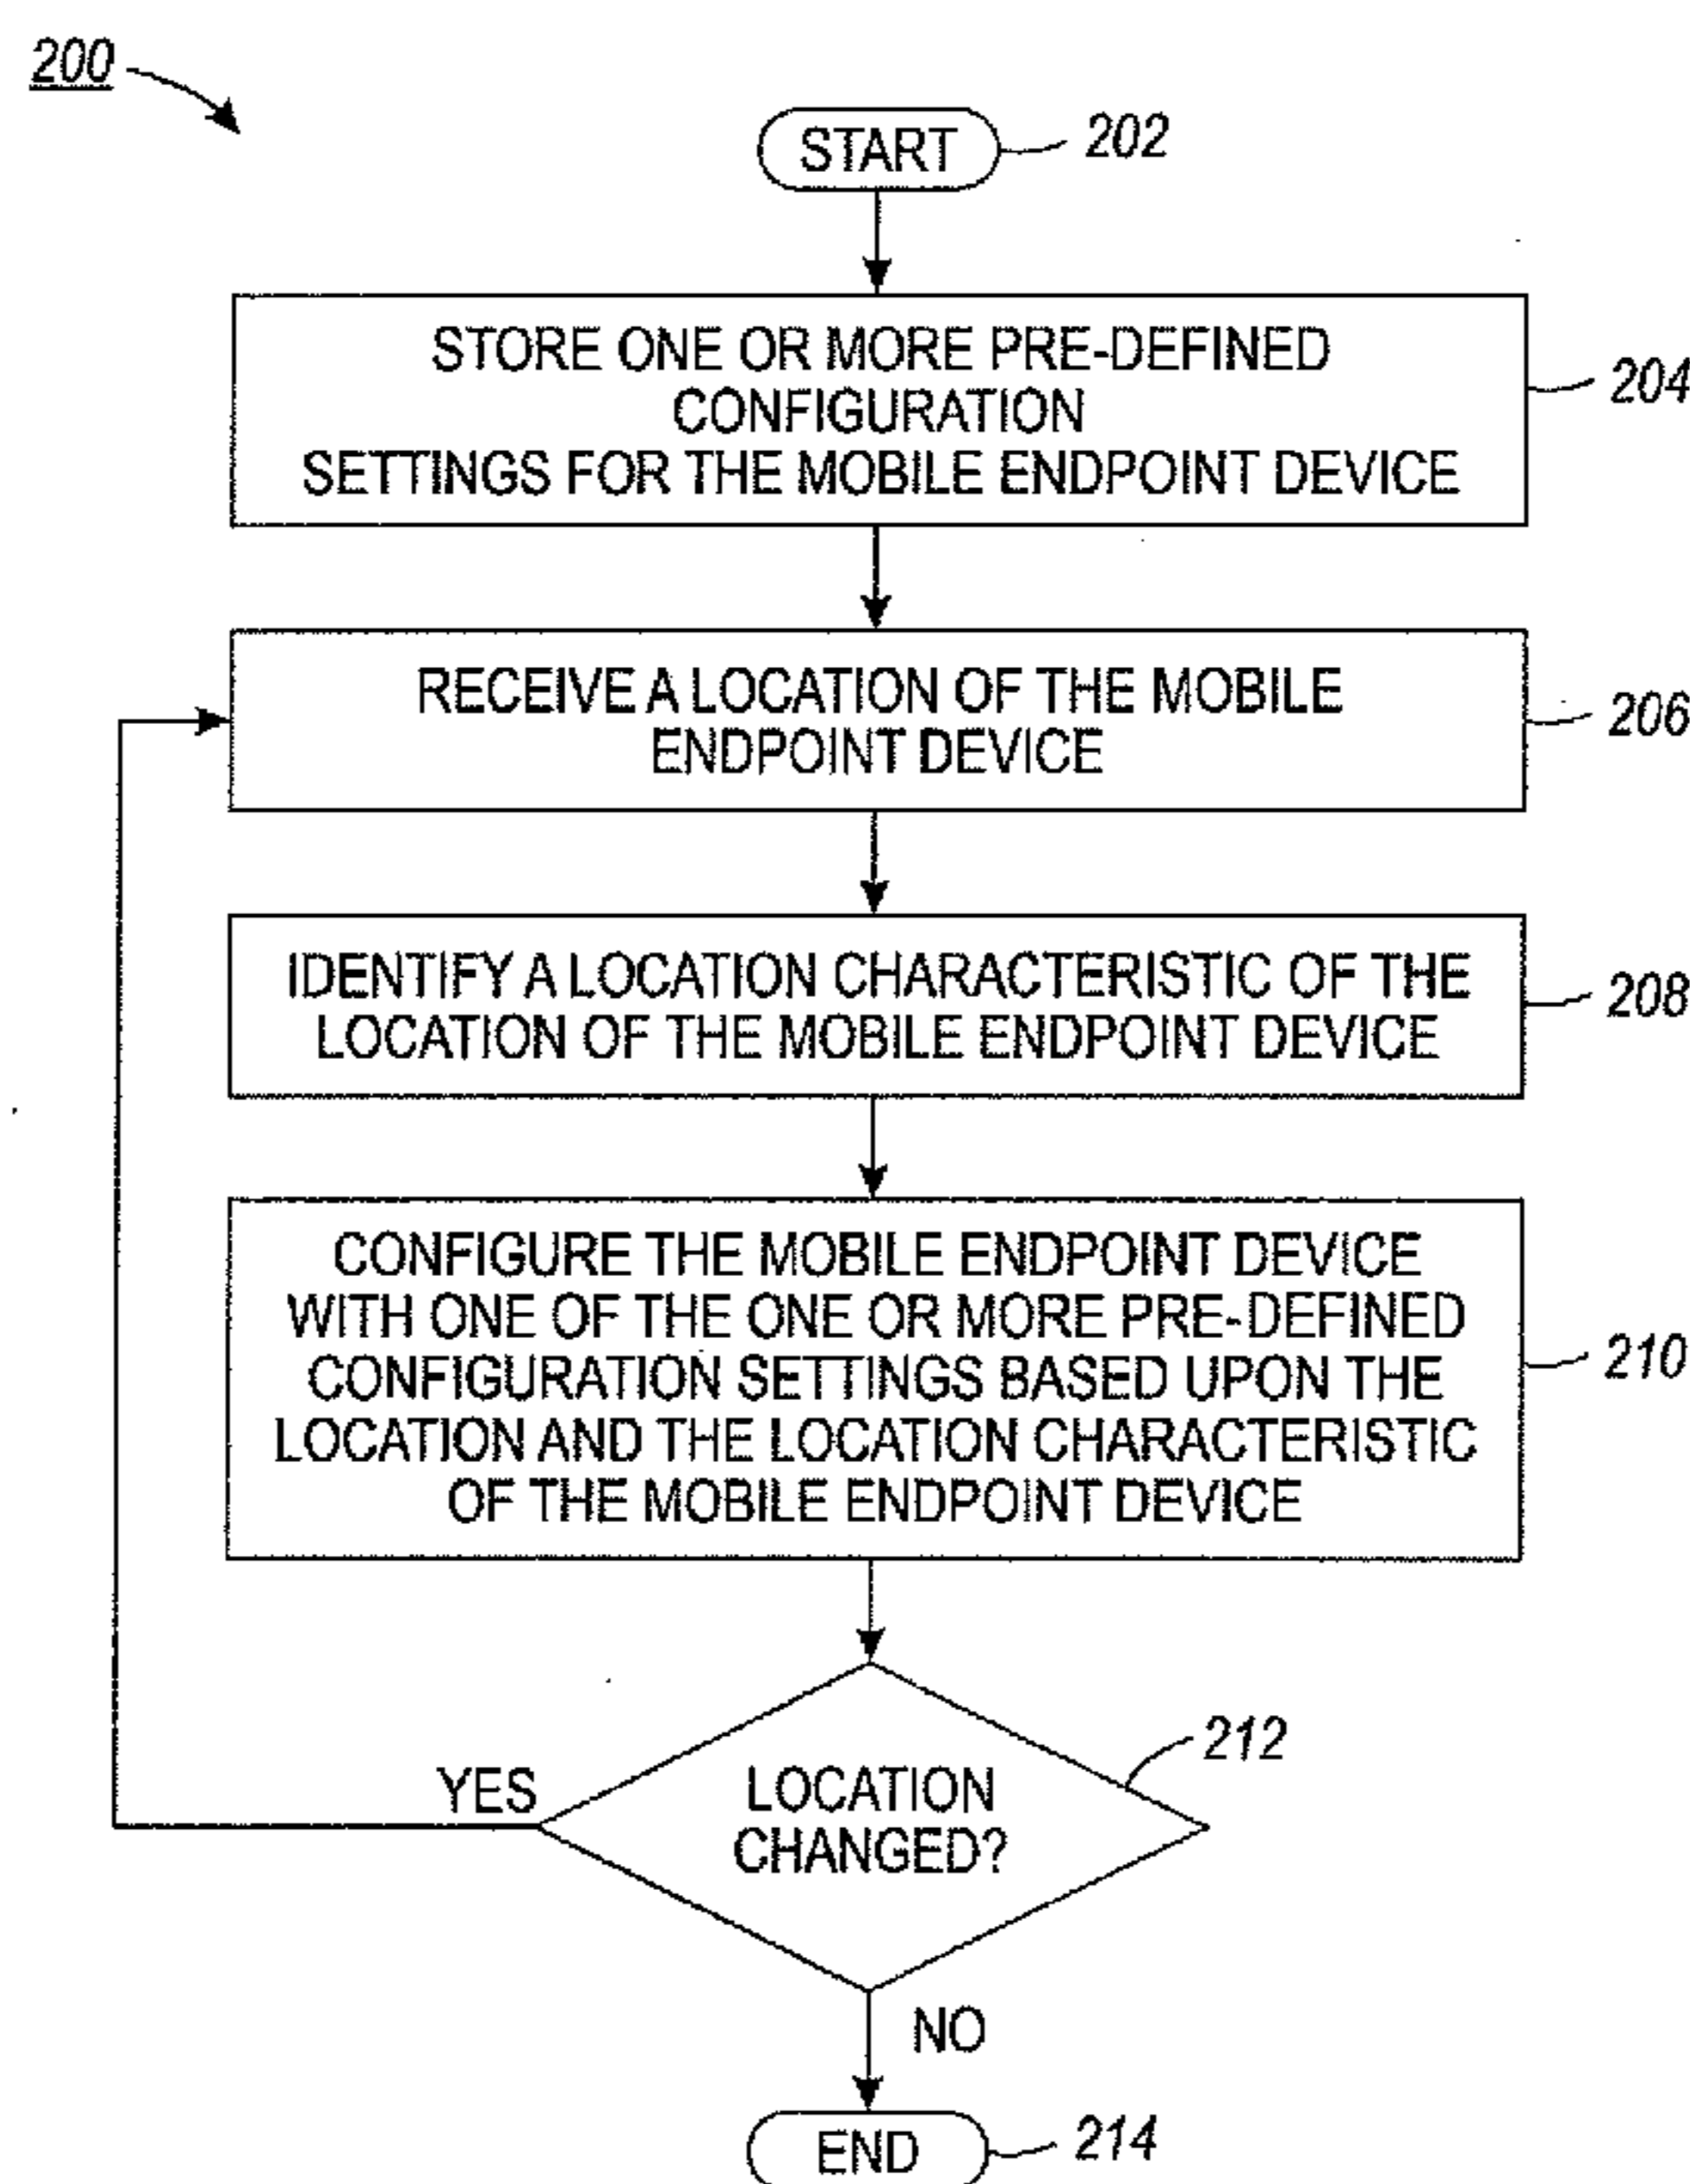 200
START
202
STORE ONE OR MORE PRE-DEFINED
CONFIGURATION
SETTINGS FOR THE MOBILE ENDPOINT DEVICE
204
RECEIVE A LOCATION OF THE MOBILE
ENDPOINT DEVICE
206
IDENTIFY A LOCATION CHARACTERISTIC OF THE
LOCATION OF THE MOBILE ENDPOINT DEVICE
208
CONFIGURE THE MOBILE ENDPOINT DEVICE
WITH ONE OF THE ONE OR MORE PRE-DEFINED
CONFIGURATION SETTINGS BASED UPON THE
LOCATION AND THE LOCATION CHARACTERISTIC
OF THE MOBILE ENDPOINT DEVICE
210
LOCATION
CHANGED?
212
YES
NO
END
214